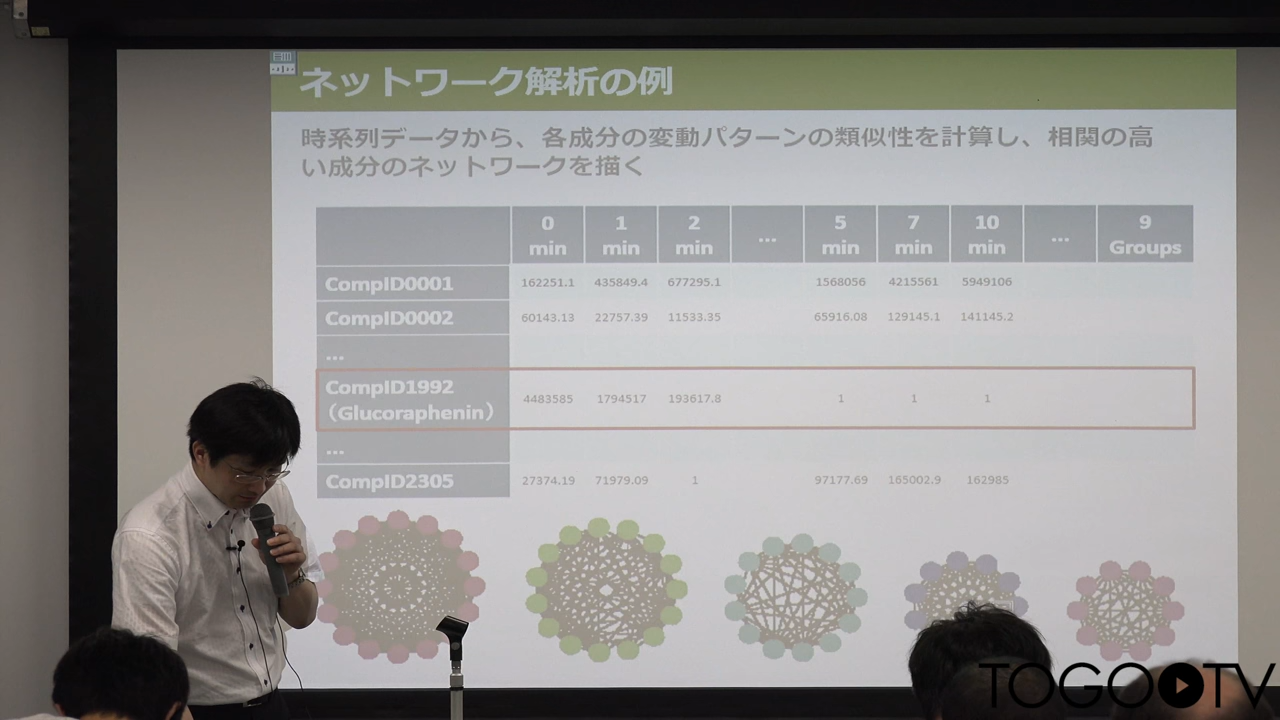 ネットワーク解析の例
時系列データから、各成分の変動パターンの類似性を計算し、相関の高
い成分のネットワークを描く
0 min 1 min 2 min ... 5 min 7 min 10 min ... 9 Groups
CompID0001 162251.1 435849.4 677295.1 1568056 4215561 5949106
CompID0002 60143.13 22757.39 11533.35 65916.08 129145.1 141145.2
...
CompID1992
（Glucoraphenin） 4483585 1794517 193617.8 1 1 1
...
CompID2305 27374.19 71979.09 1 97177.69 165002.9 162985
TOGO TV